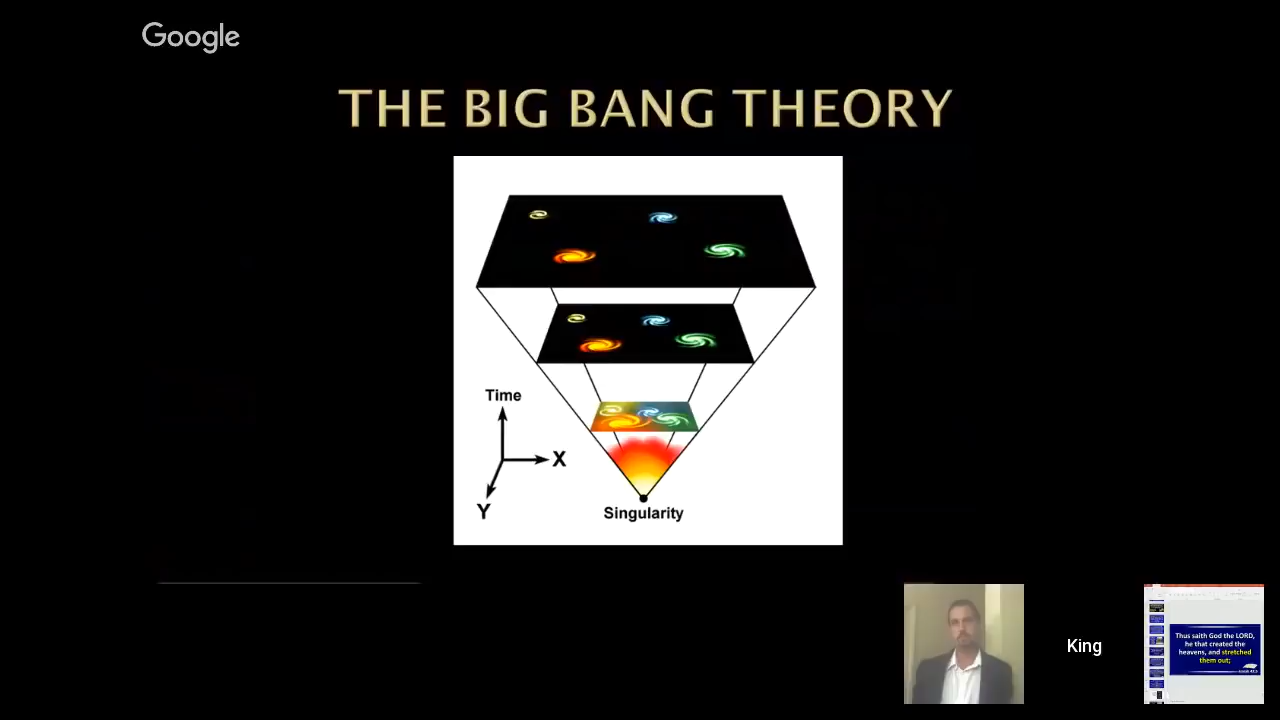 Google
THE BIG BANG THEORY
Time
X
Y
Singularity
King
Thus saith God the LORD,
he that created the
heavens, and stretched
them out;